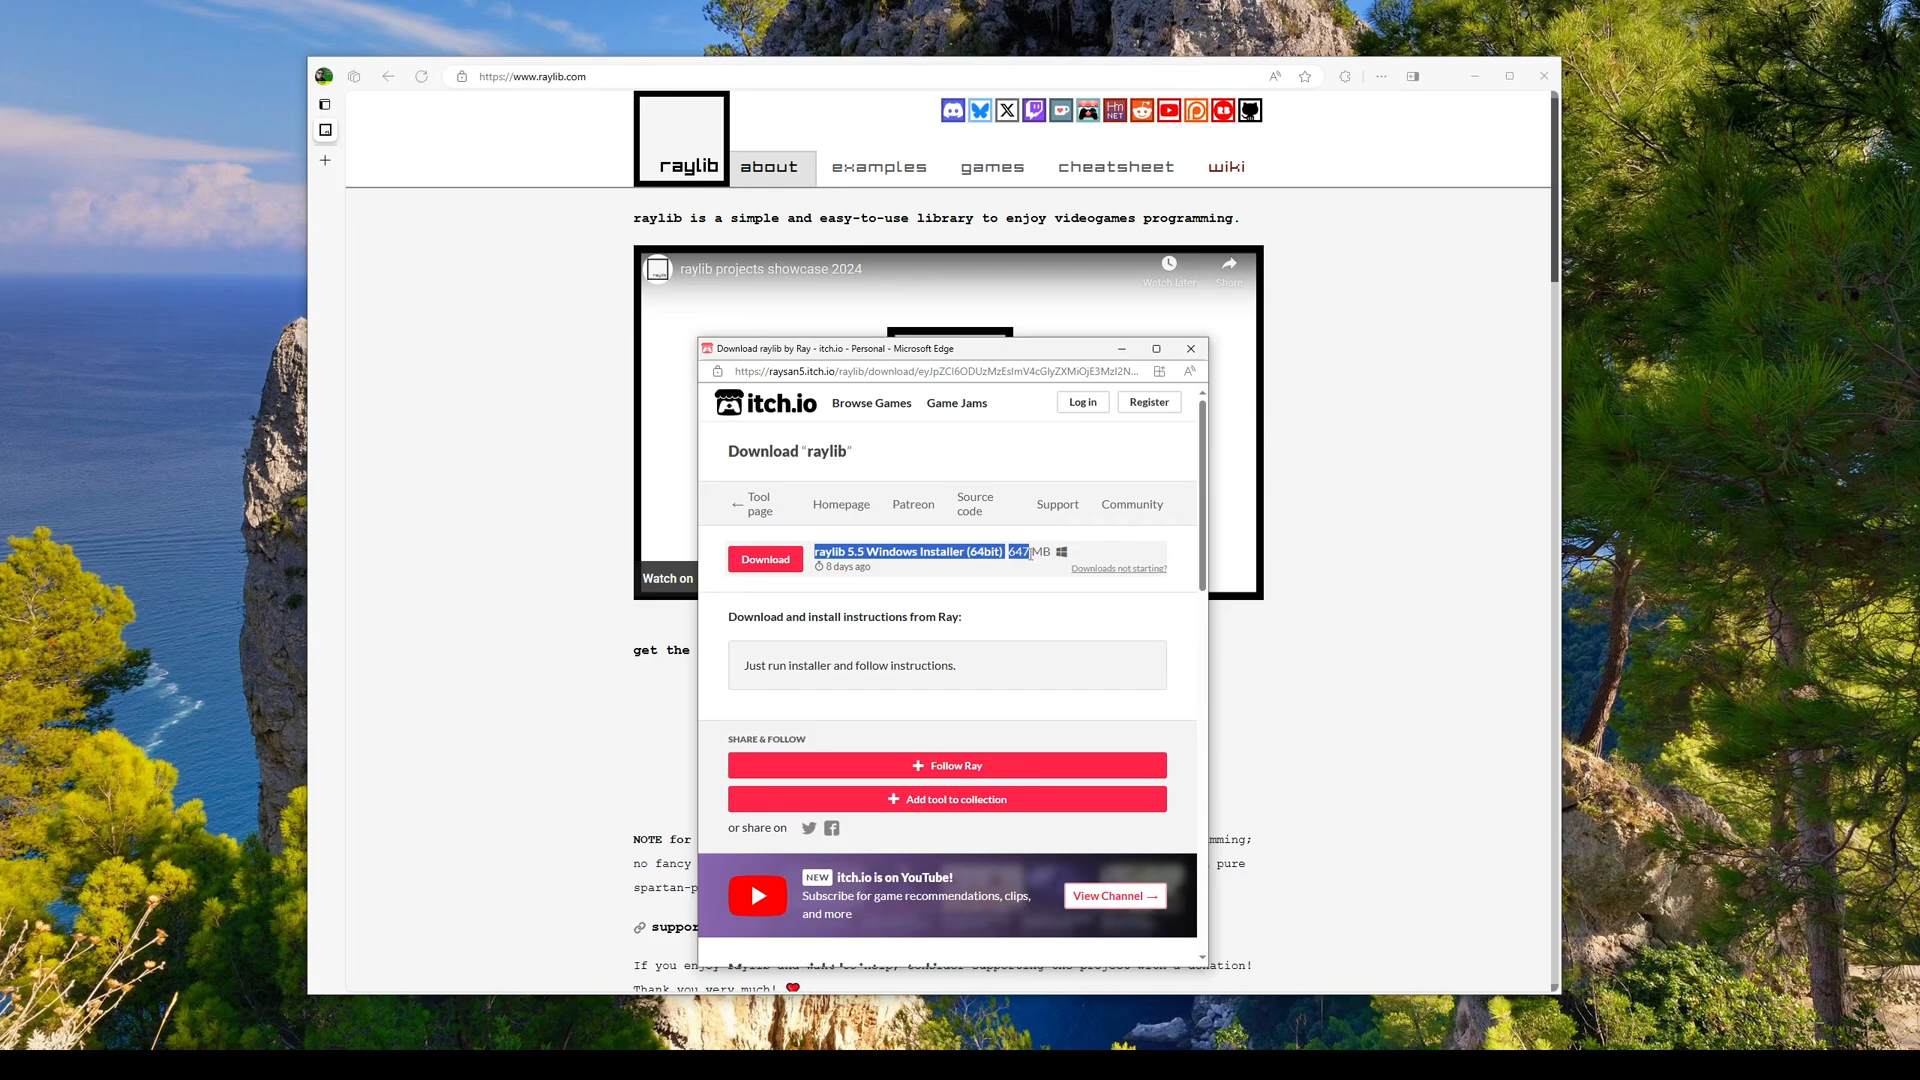 https://www.raylib.com
raylib
about
examples
games
cheatsheet
wiki
raylib is a simple and easy-to-use library to enjoy videogames programming.
raylib projects showcase 2024
Watch later
Share
Download raylib by Ray - itch.io - Personal - Microsoft Edge
https://raysan5.itch.io/raylib/download/eyJpZCI6ODUzMzEsImV4cGlyZXMiOjE3MzI2N...
itch.io
Browse Games
Game Jams
Log in
Register
Download “raylib”
← Tool page
Homepage
Patreon
Source code
Support
Community
Download
raylib 5.5 Windows Installer (64bit) 647 MB
8 days ago
Downloads not starting?
Watch on
Download and install instructions from Ray:
get the
Just run installer and follow instructions.
SHARE & FOLLOW
Follow Ray
Add tool to collection
or share on
NOTE for
mming;
no fancy
pure
spartan-p
NEW itch.io is on YouTube!
Subscribe for game recommendations, clips,
and more
View Channel →
suppor
If you en
onation!
Thank you very much!